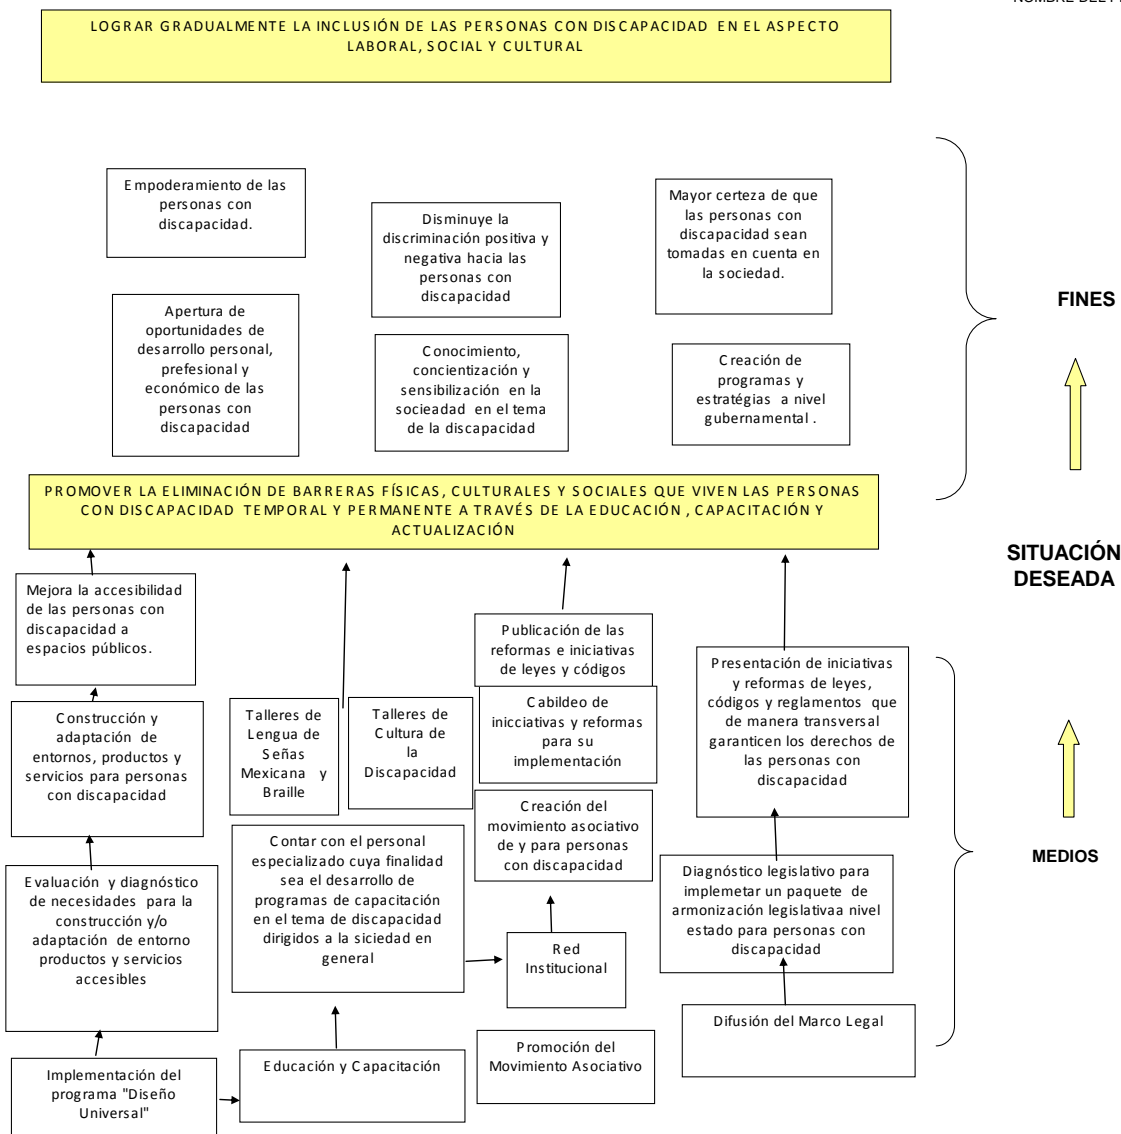 LOGRAR GRADUALMENTE LA INCLUSIÓN DE LAS PERSONAS CON DISCAPACIDAD EN EL ASPECTO
LABORAL, SOCIAL Y CULTURAL
Empoderamiento de las
personas con
discapacidad.
Disminuye la
discriminación positiva y
negativa hacia las
personas con
discapacidad
Mayor certeza de que
las personas con
discapacidad sean
tomadas en cuenta en
la sociedad.
FINES
Apertura de
oportunidades de
desarrollo personal,
prefesional y
económico de las
personas con
discapacidad
Conocimiento,
concientización y
sensibilización en la
socieadad en el tema
de la discapacidad
Creación de
programas y
estratégias a nivel
gubernamental .
PROMOVER LA ELIMINACIÓN DE BARRERAS FÍSICAS, CULTURALES Y SOCIALES QUE VIVEN LAS PERSONAS
CON DISCAPACIDAD TEMPORAL Y PERMANENTE A TRAVÉS DE LA EDUCACIÓN , CAPACITACIÓN Y
ACTUALIZACIÓN
SITUACIÓN
DESEADA
Mejora la accesibilidad
de las personas con
discapacidad a
espacios públicos.
Publicación de las
reformas e iniciativas
de leyes y códigos
Presentación de iniciativas
y reformas de leyes,
códigos y reglamentos que
de manera transversal
garanticen los derechos de
las personas con
discapacidad
Construcción y
adaptación de
entornos, productos y
servicios para personas
con discapacidad
Talleres de
Lengua de
Señas
Mexicana y
Braille
Talleres de
Cultura de
la
Discapacidad
Cabildeo de
inicciativas y reformas
para su
implementación
Creación del
movimiento asociativo
de y para personas
con discapacidad
MEDIOS
Evaluación y diagnóstico
de necesidades para la
construcción y/o
adaptación de entorno
productos y servicios
accesibles
Contar con el personal
especializado cuya finalidad
sea el desarrollo de
programas de capacitación
en el tema de discapacidad
dirigidos a la siciedad en
general
Red
Institucional
Diagnóstico legislativo para
implemetar un paquete de
armonización legislativaa nivel
estado para personas con
discapacidad
Difusión del Marco Legal
Implementación del
programa "Diseño
Universal"
Educación y Capacitación
Promoción del
Movimiento Asociativo